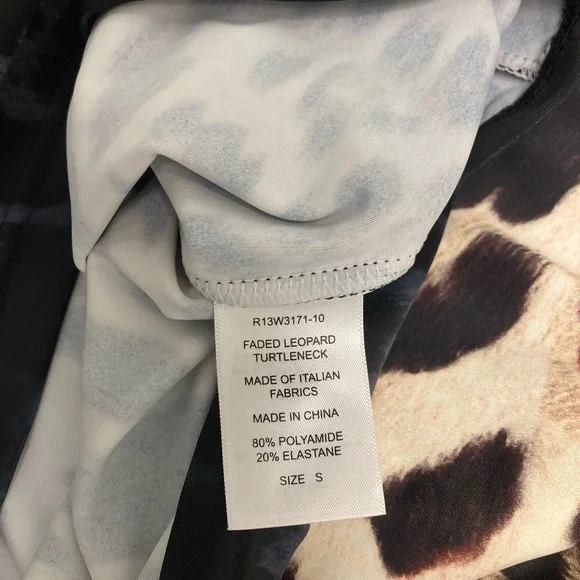 R13W3171-10
FADED LEOPARD
TURTLENECK
MADE OF ITALIAN
FABRICS
MADE IN CHINA
80% POLYAMIDE
20% ELASTANE
SIZE S